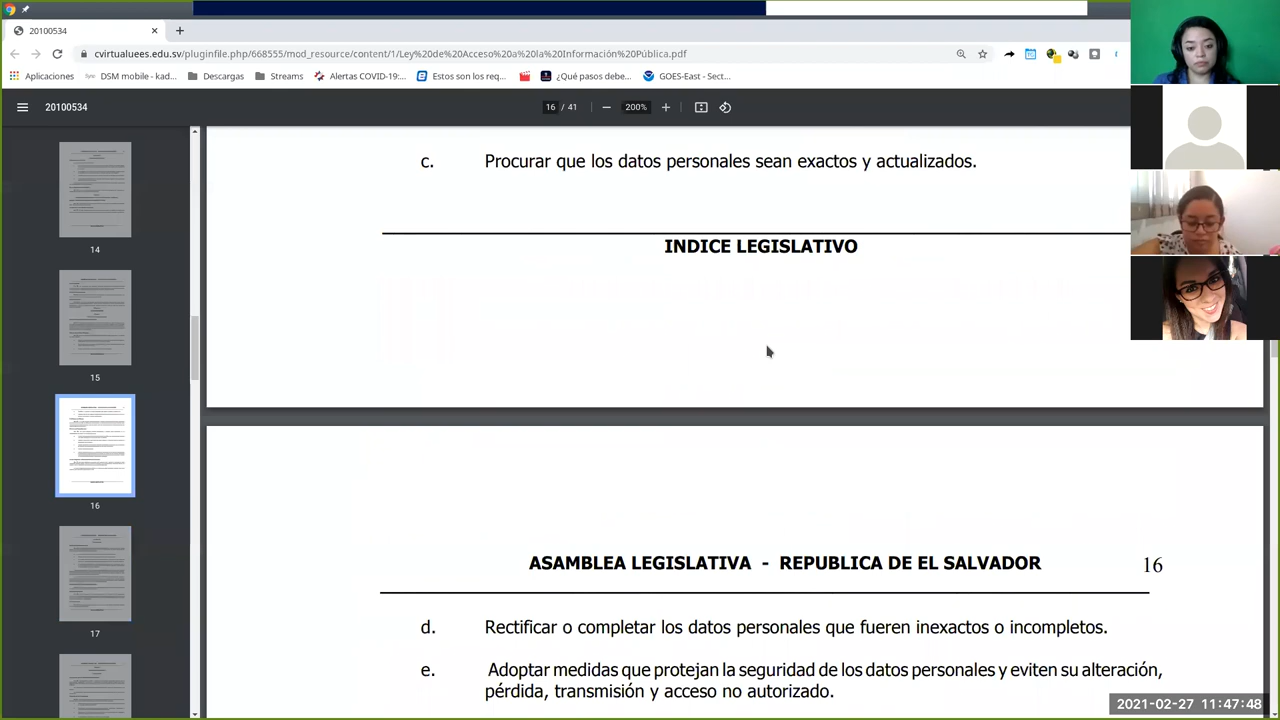 20100534
cvirtualuees.edu.sv/pluginfile.php/668555/mod_resource/content/1/Ley%20de%20Acceso%20a%20la%20Información%20Pública.pdf
Aplicaciones DSM mobile - kad... Descargas Streams Alertas COVID-19:... Estos son los req... ¿Qué pasos debe... GOES-East - Sect...
20100534 16 / 41 200%
14
15
16
17
c. Procurar que los datos personales sean exactos y actualizados.
INDICE LEGISLATIVO
ASAMBLEA LEGISLATIVA - REPUBLICA DE EL SALVADOR 16
d. Rectificar o completar los datos personales que fueren inexactos o incompletos.
e. Adoptar medidas que protejan la seguridad de los datos personales y eviten su alteración,
pérdida, transmisión y acceso no autorizado.
2021-02-27 11:47:48